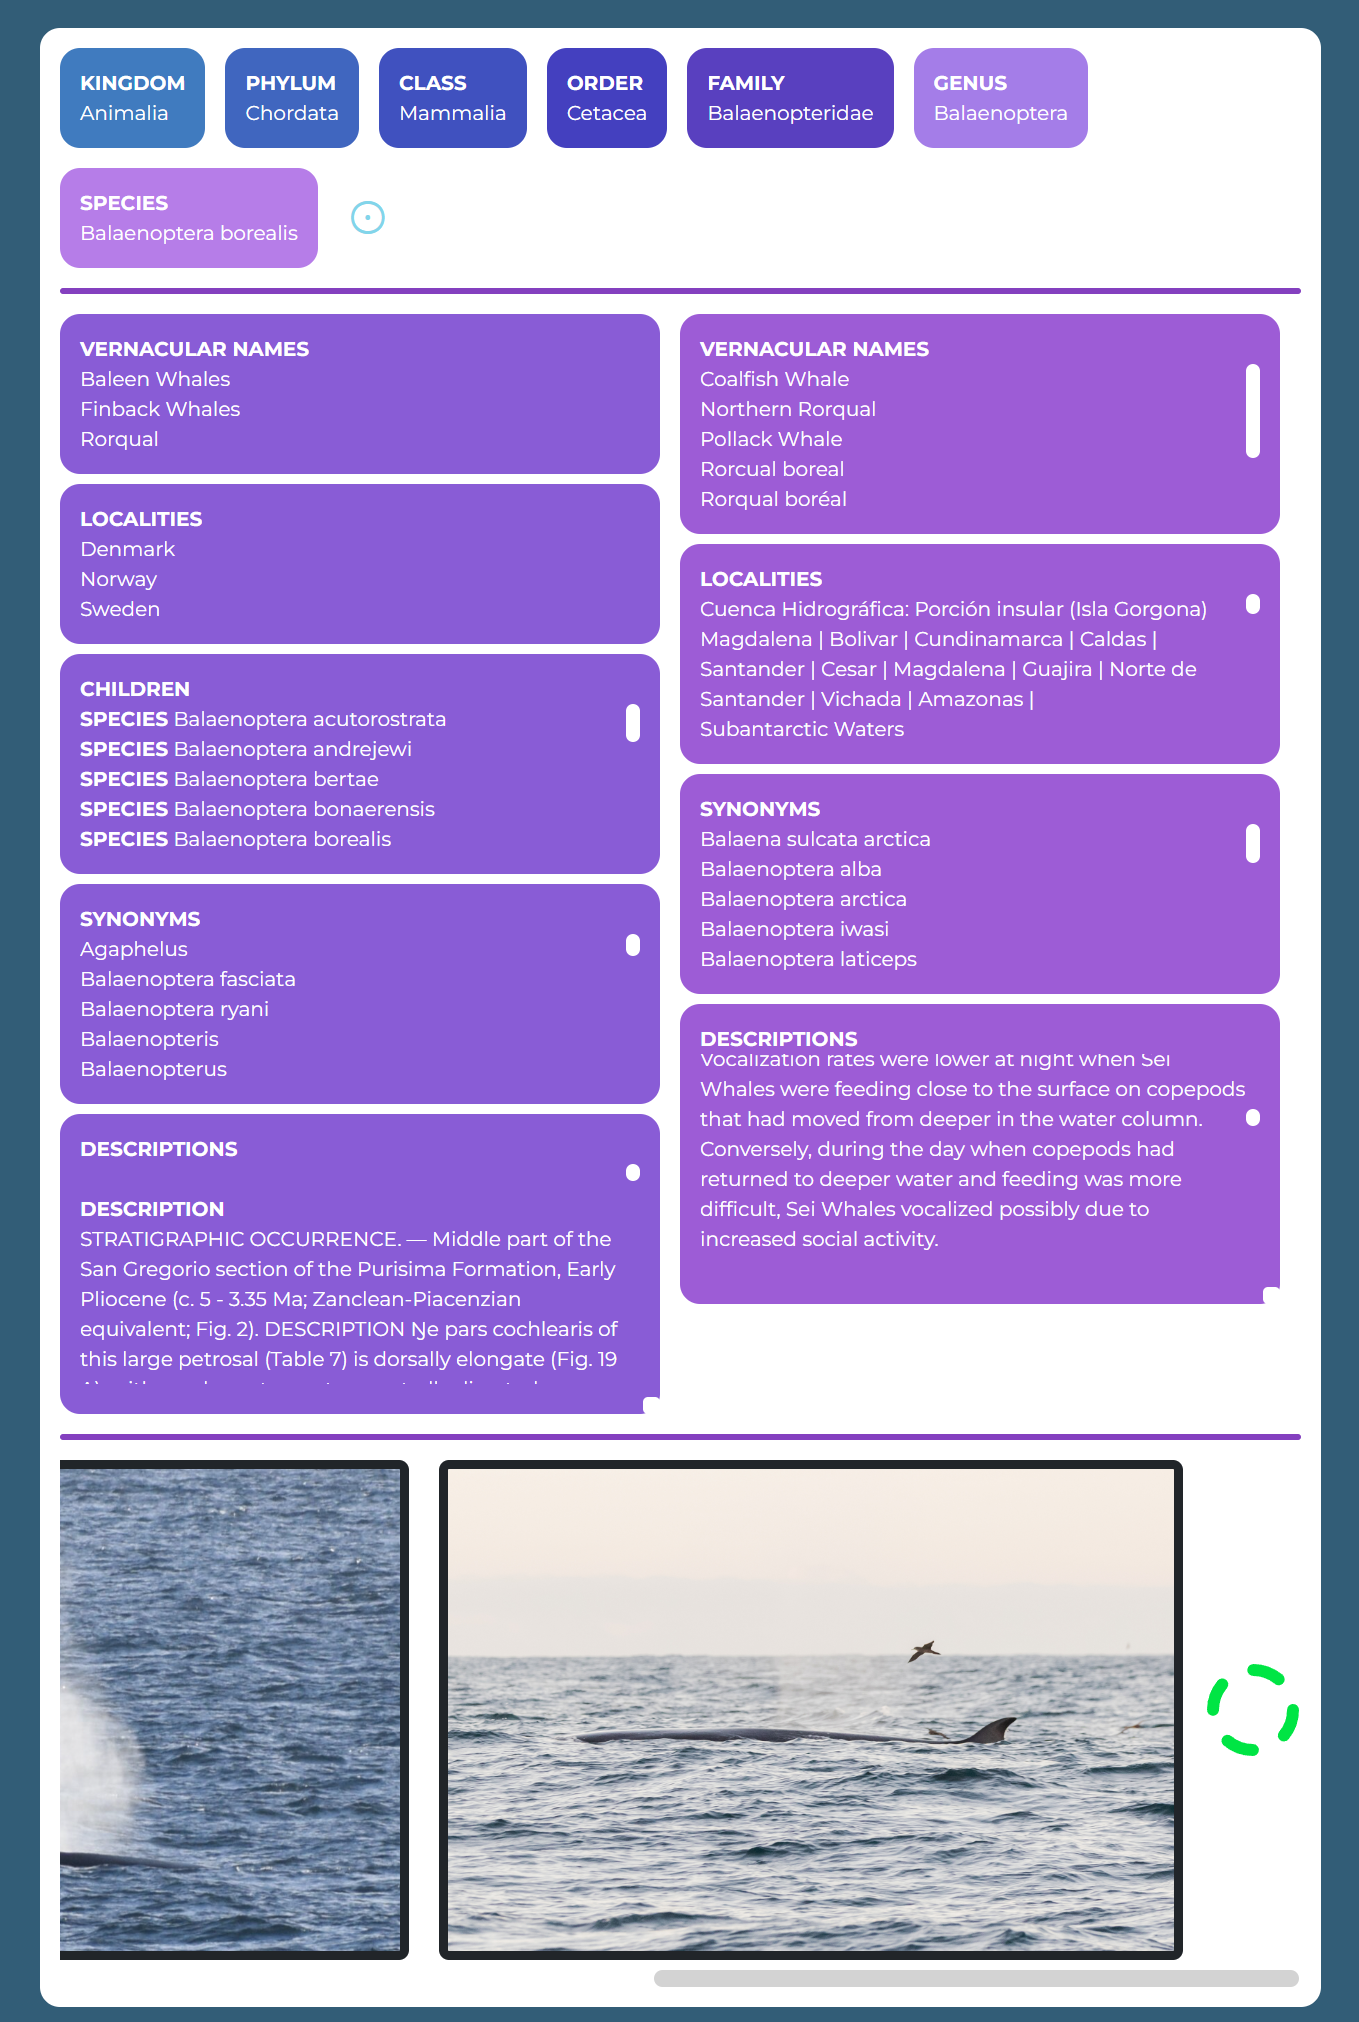 KINGDOM
Animalia
PHYLUM
Chordata
CLASS
Mammalia
ORDER
Cetacea
FAMILY
Balaenopteridae
GENUS
Balaenoptera
SPECIES
Balaenoptera borealis
VERNACULAR NAMES
Baleen Whales
Finback Whales
Rorqual
LOCALITIES
Denmark
Norway
Sweden
CHILDREN
SPECIES Balaenoptera acutorostrata
SPECIES Balaenoptera andrejewi
SPECIES Balaenoptera bertae
SPECIES Balaenoptera bonaerensis
SPECIES Balaenoptera borealis
SYNONYMS
Agaphelus
Balaenoptera fasciata
Balaenoptera ryani
Balaenopteris
Balaenopterus
DESCRIPTIONS
DESCRIPTION
STRATIGRAPHIC OCCURRENCE. — Middle part of the
San Gregorio section of the Purisima Formation, Early
Pliocene (c. 5 - 3.35 Ma; Zanclean-Piacenzian
equivalent; Fig. 2). DESCRIPTION Ŋe pars cochlearis of
this large petrosal (Table 7) is dorsally elongate (Fig. 19
VERNACULAR NAMES
Coalfish Whale
Northern Rorqual
Pollack Whale
Rorcual boreal
Rorqual boréal
LOCALITIES
Cuenca Hidrográfica: Porción insular (Isla Gorgona)
Magdalena | Bolivar | Cundinamarca | Caldas |
Santander | Cesar | Magdalena | Guajira | Norte de
Santander | Vichada | Amazonas |
Subantarctic Waters
SYNONYMS
Balaena sulcata arctica
Balaenoptera alba
Balaenoptera arctica
Balaenoptera iwasi
Balaenoptera laticeps
DESCRIPTIONS
Vocalization rates were lower at night when Sei
Whales were feeding close to the surface on copepods
that had moved from deeper in the water column.
Conversely, during the day when copepods had
returned to deeper water and feeding was more
difficult, Sei Whales vocalized possibly due to
increased social activity.